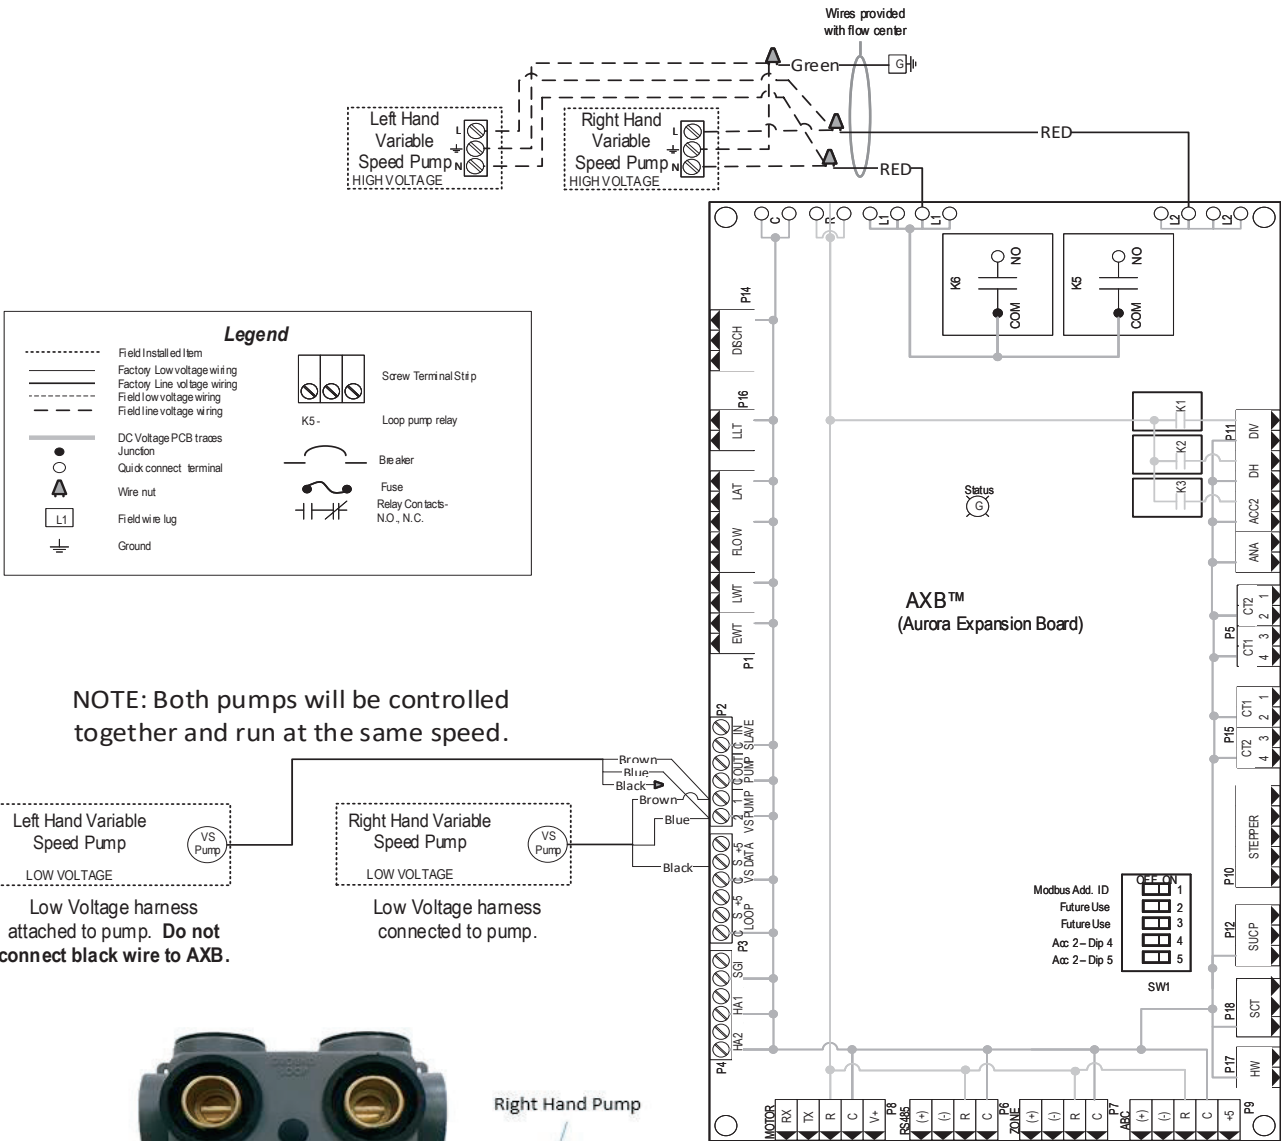 Wires provided
with flow center
Green
G
Left Hand
Variable
Speed Pump
HIGH VOLTAGE
L
N
Right Hand
Variable
Speed Pump
HIGH VOLTAGE
L
N
RED
RED
C
R
L1
L1
L2
L2
K6
NO
COM
K5
NO
COM
Legend
Field Installed Item
Factory Low voltage wiring
Factory Line voltage wiring
Field low voltage wiring
Field line voltage wiring
DC Voltage PCB traces
Junction
Quick connect terminal
Wire nut
L1
Field wire lug
Ground
Screw Terminal Strip
K5 -
Loop pump relay
Breaker
Fuse
Relay Contacts-
N.O., N.C.
P14
DISCH
P16
LLT
LAT
FLOW
LWT
EWT
P1
K1
K2
K3
P11
DIV
DH
ACC2
ANA
Status
G
AXB™
(Aurora Expansion Board)
CT2
1
2
P5
CT1
3
4
CT1
1
2
P15
CT2
3
4
NOTE: Both pumps will be controlled
together and run at the same speed.
P2
C IN
SLAVE
C OUT
PUMP
1
2
VS PUMP
Brown
Blue
Black
Brown
Blue
Black
Left Hand Variable
Speed Pump
LOW VOLTAGE
VS
Pump
Right Hand Variable
Speed Pump
LOW VOLTAGE
VS
Pump
Low Voltage harness
attached to pump. Do not
connect black wire to AXB.
Low Voltage harness
connected to pump.
C S +5
VS DATA
C S +5
LOOP
P3
SGI
HA1
HA2
P4
STEPPER
P10
OFF ON
Modbus Add. ID 1
Future Use 2
Future Use 3
Acc 2 – Dip 4 4
Acc 2 – Dip 5 5
SW1
P12
SUCP
P18
SCT
P17
HW
Right Hand Pump
MOTOR
RX
TX
R
C
V+
P8
RS485
(+)
(-)
R
C
P6
ZONE
(+)
(-)
R
C
P7
ABC
(+)
(-)
R
C
+5
P9